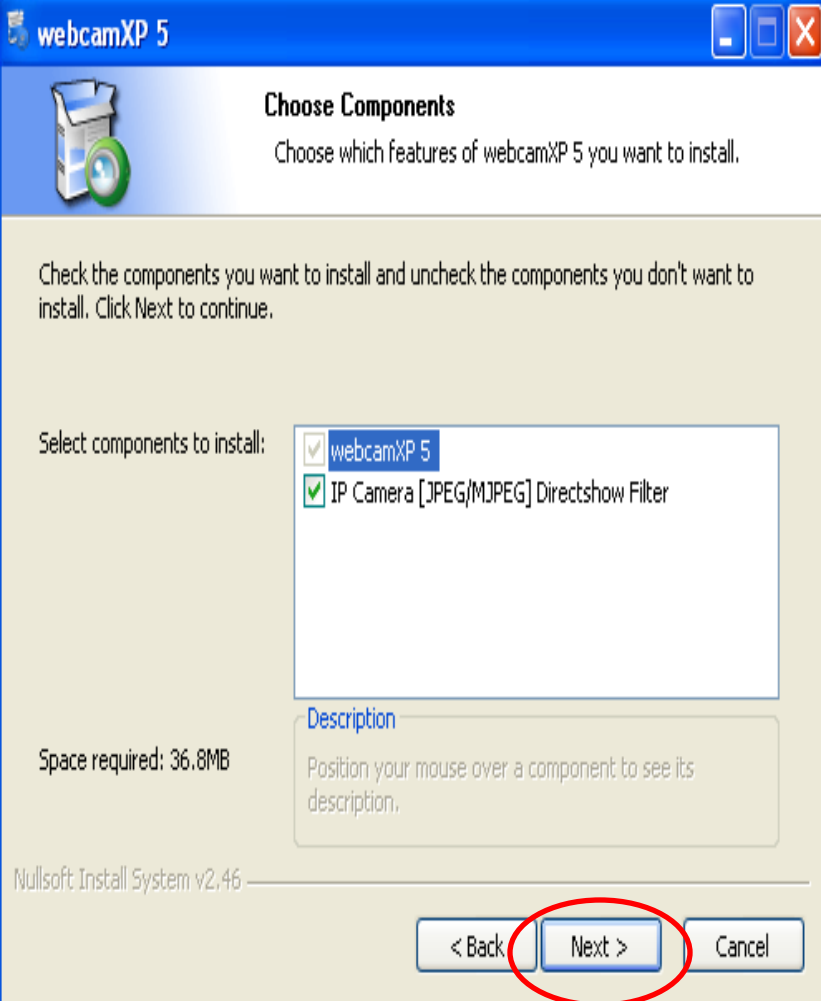 webcamXP 5
Choose Components
Choose which features of webcamXP 5 you want to install.
Check the components you want to install and uncheck the components you don't want to
install. Click Next to continue.
Select components to install:
webcamXP 5
IP Camera [JPEG/MJPEG] Directshow Filter
Description
Space required: 36.8MB
Position your mouse over a component to see its
description.
Nullsoft Install System v2.46
< Back
Next >
Cancel